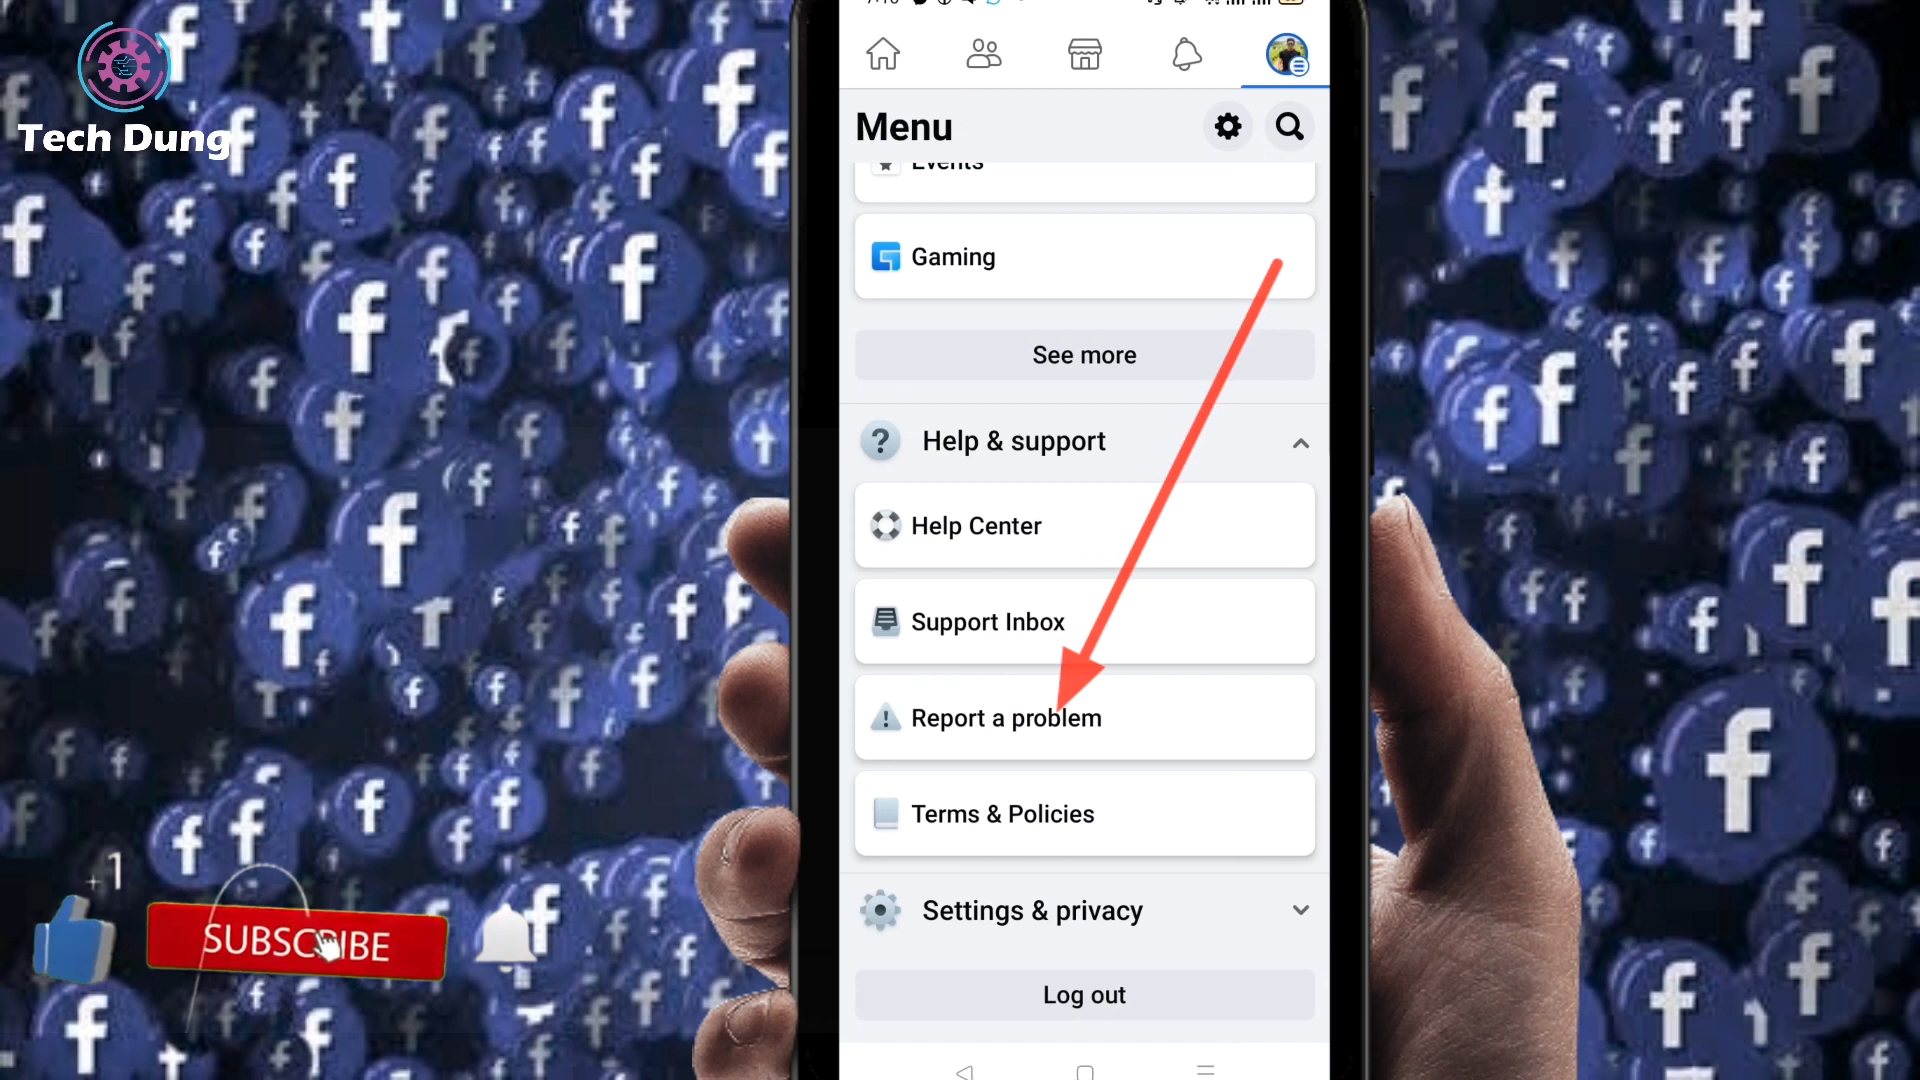 Tech Dung
Menu
Events
Gaming
See more
Help & support
Help Center
Support Inbox
Report a problem
Terms & Policies
Settings & privacy
Log out
+1
SUBSCRIBE